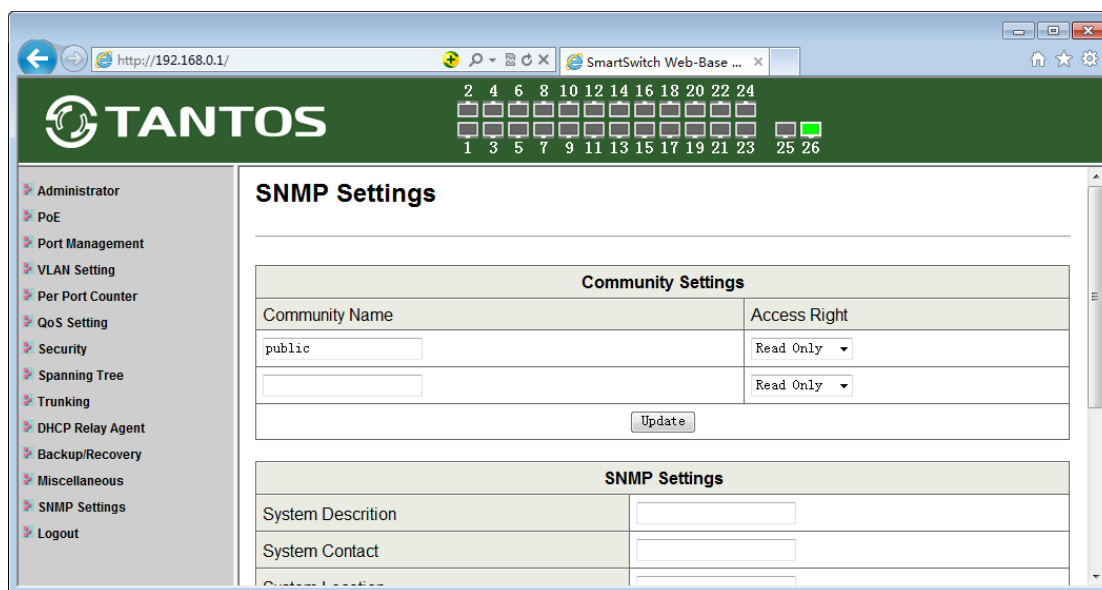 http://192.168.0.1/
SmartSwitch Web-Base ...
TANTOS
2 4 6 8 10 12 14 16 18 20 22 24
1 3 5 7 9 11 13 15 17 19 21 23 25 26
Administrator
PoE
Port Management
VLAN Setting
Per Port Counter
QoS Setting
Security
Spanning Tree
Trunking
DHCP Relay Agent
Backup/Recovery
Miscellaneous
SNMP Settings
Logout
SNMP Settings
Community Settings
Community Name Access Right
public Read Only
Read Only
Update
SNMP Settings
System Descrition
System Contact
System Location